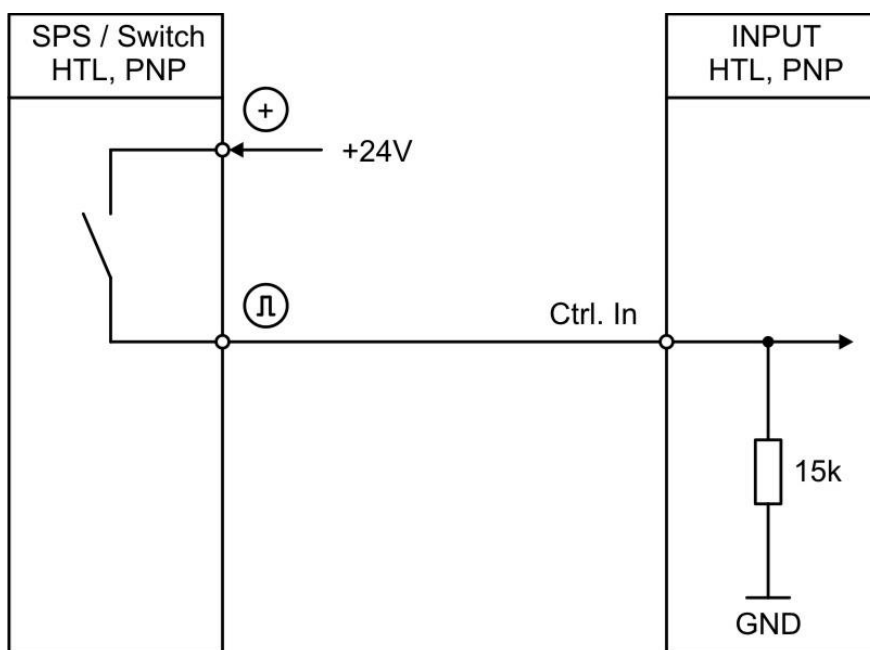 SPS / Switch
HTL, PNP
INPUT
HTL, PNP
+
+24V
Ctrl. In
15k
GND